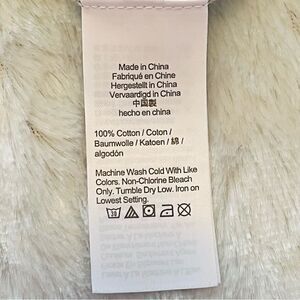 Made in China
Fabriqué en Chine
Hergestellt in China
Vervaardigd in China
中国製
hecho en china
100% Cotton / Coton /
Baumwolle / Katoen / 綿 /
algodón
Machine Wash Cold With Like
Colors. Non-Chlorine Bleach
Only. Tumble Dry Low. Iron on
Lowest Setting.